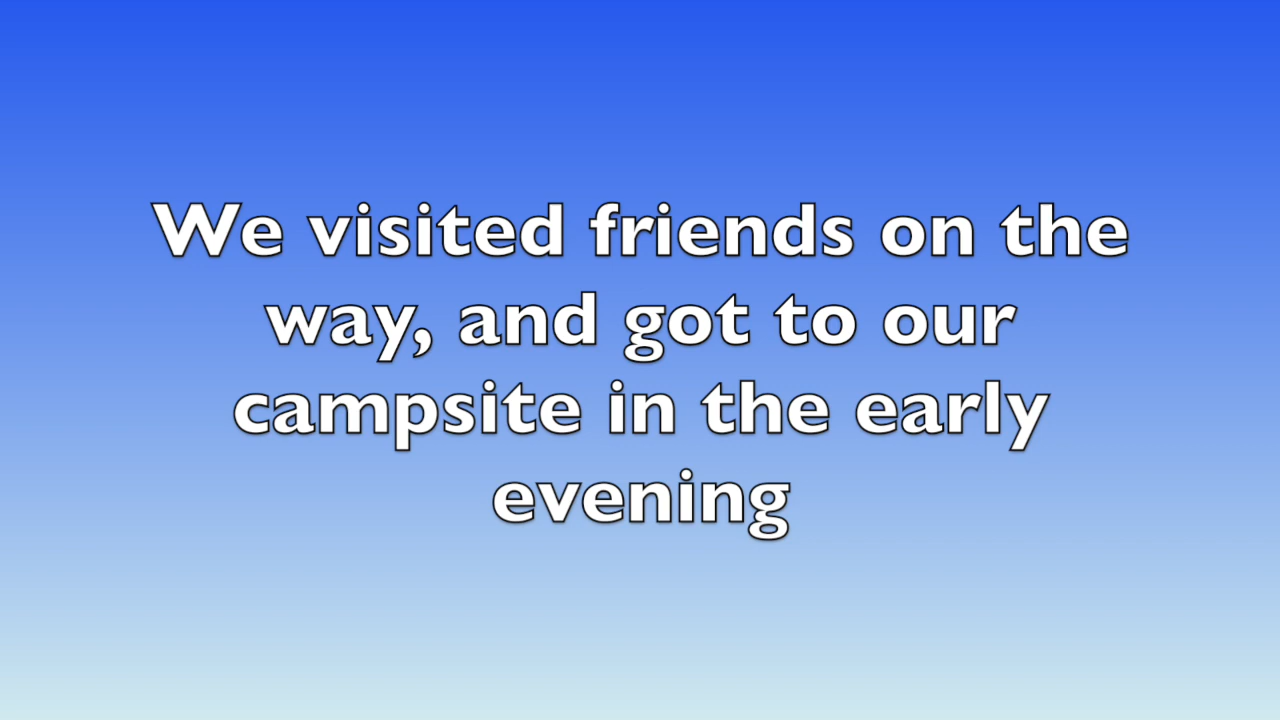 We visited friends on the
way, and got to our
campsite in the early
evening